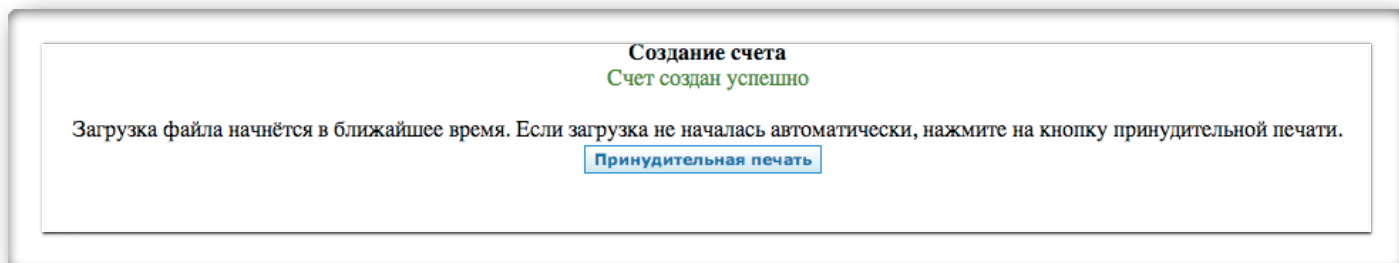 Создание счета
Счет создан успешно
Загрузка файла начнётся в ближайшее время. Если загрузка не началась автоматически, нажмите на кнопку принудительной печати.
Принудительная печать